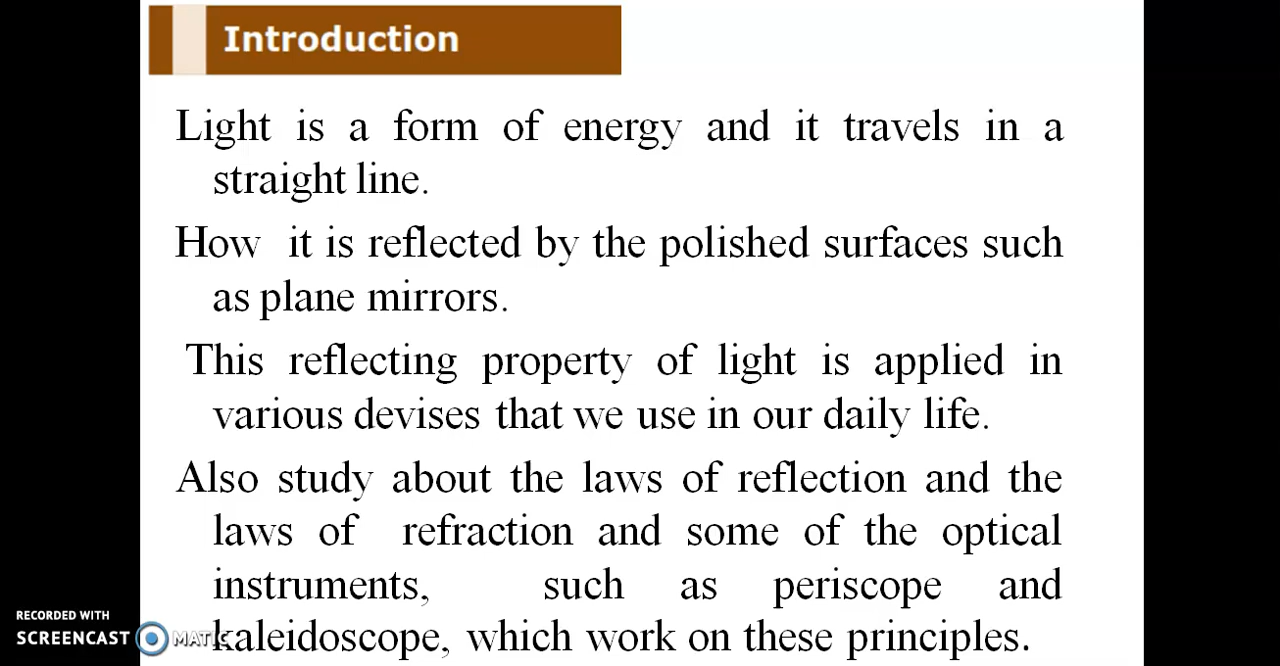 Introduction
Light is a form of energy and it travels in a
straight line.
How it is reflected by the polished surfaces such
as plane mirrors.
This reflecting property of light is applied in
various devises that we use in our daily life.
Also study about the laws of reflection and the
laws of refraction and some of the optical
instruments, such as periscope and
kaleidoscope, which work on these principles.
RECORDED WITH
SCREENCAST MATIC